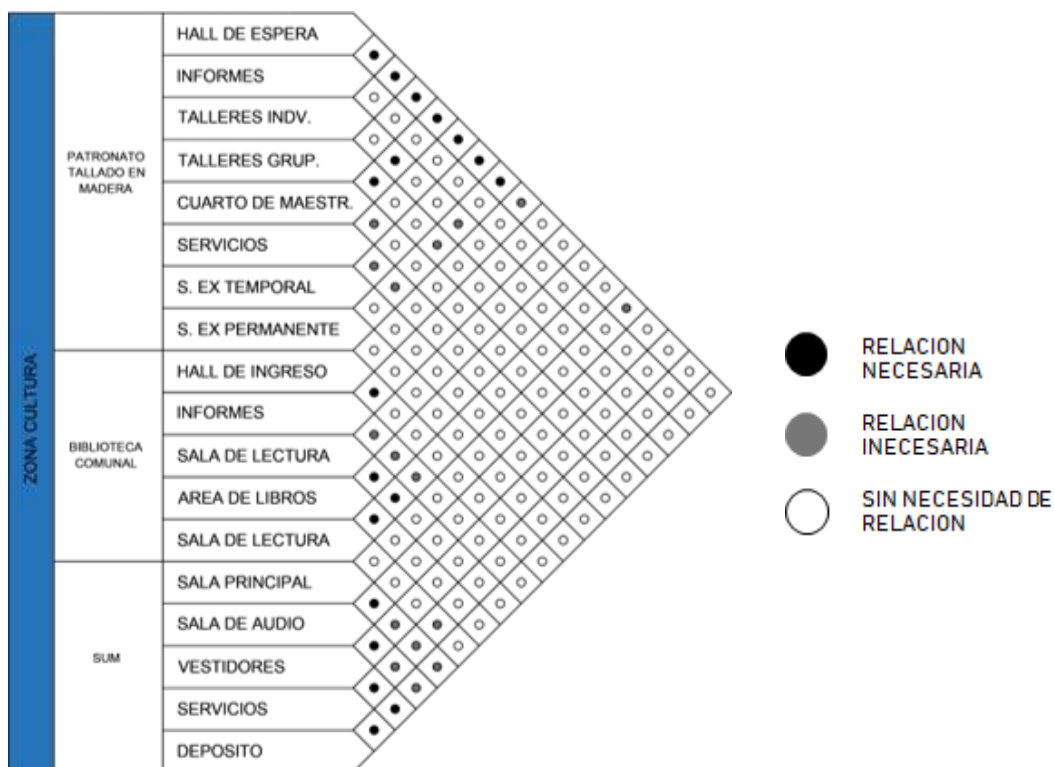 ZONA CULTURA
PATRONATO
TALLADO EN
MADERA
HALL DE ESPERA
INFORMES
TALLERES INDV.
TALLERES GRUP.
CUARTO DE MAESTR.
SERVICIOS
S. EX TEMPORAL
S. EX PERMANENTE
BIBLIOTECA
COMUNAL
HALL DE INGRESO
INFORMES
SALA DE LECTURA
AREA DE LIBROS
SALA DE LECTURA
SUM
SALA PRINCIPAL
SALA DE AUDIO
VESTIDORES
SERVICIOS
DEPOSITO
RELACION
NECESARIA
RELACION
INECESARIA
SIN NECESIDAD DE
RELACION